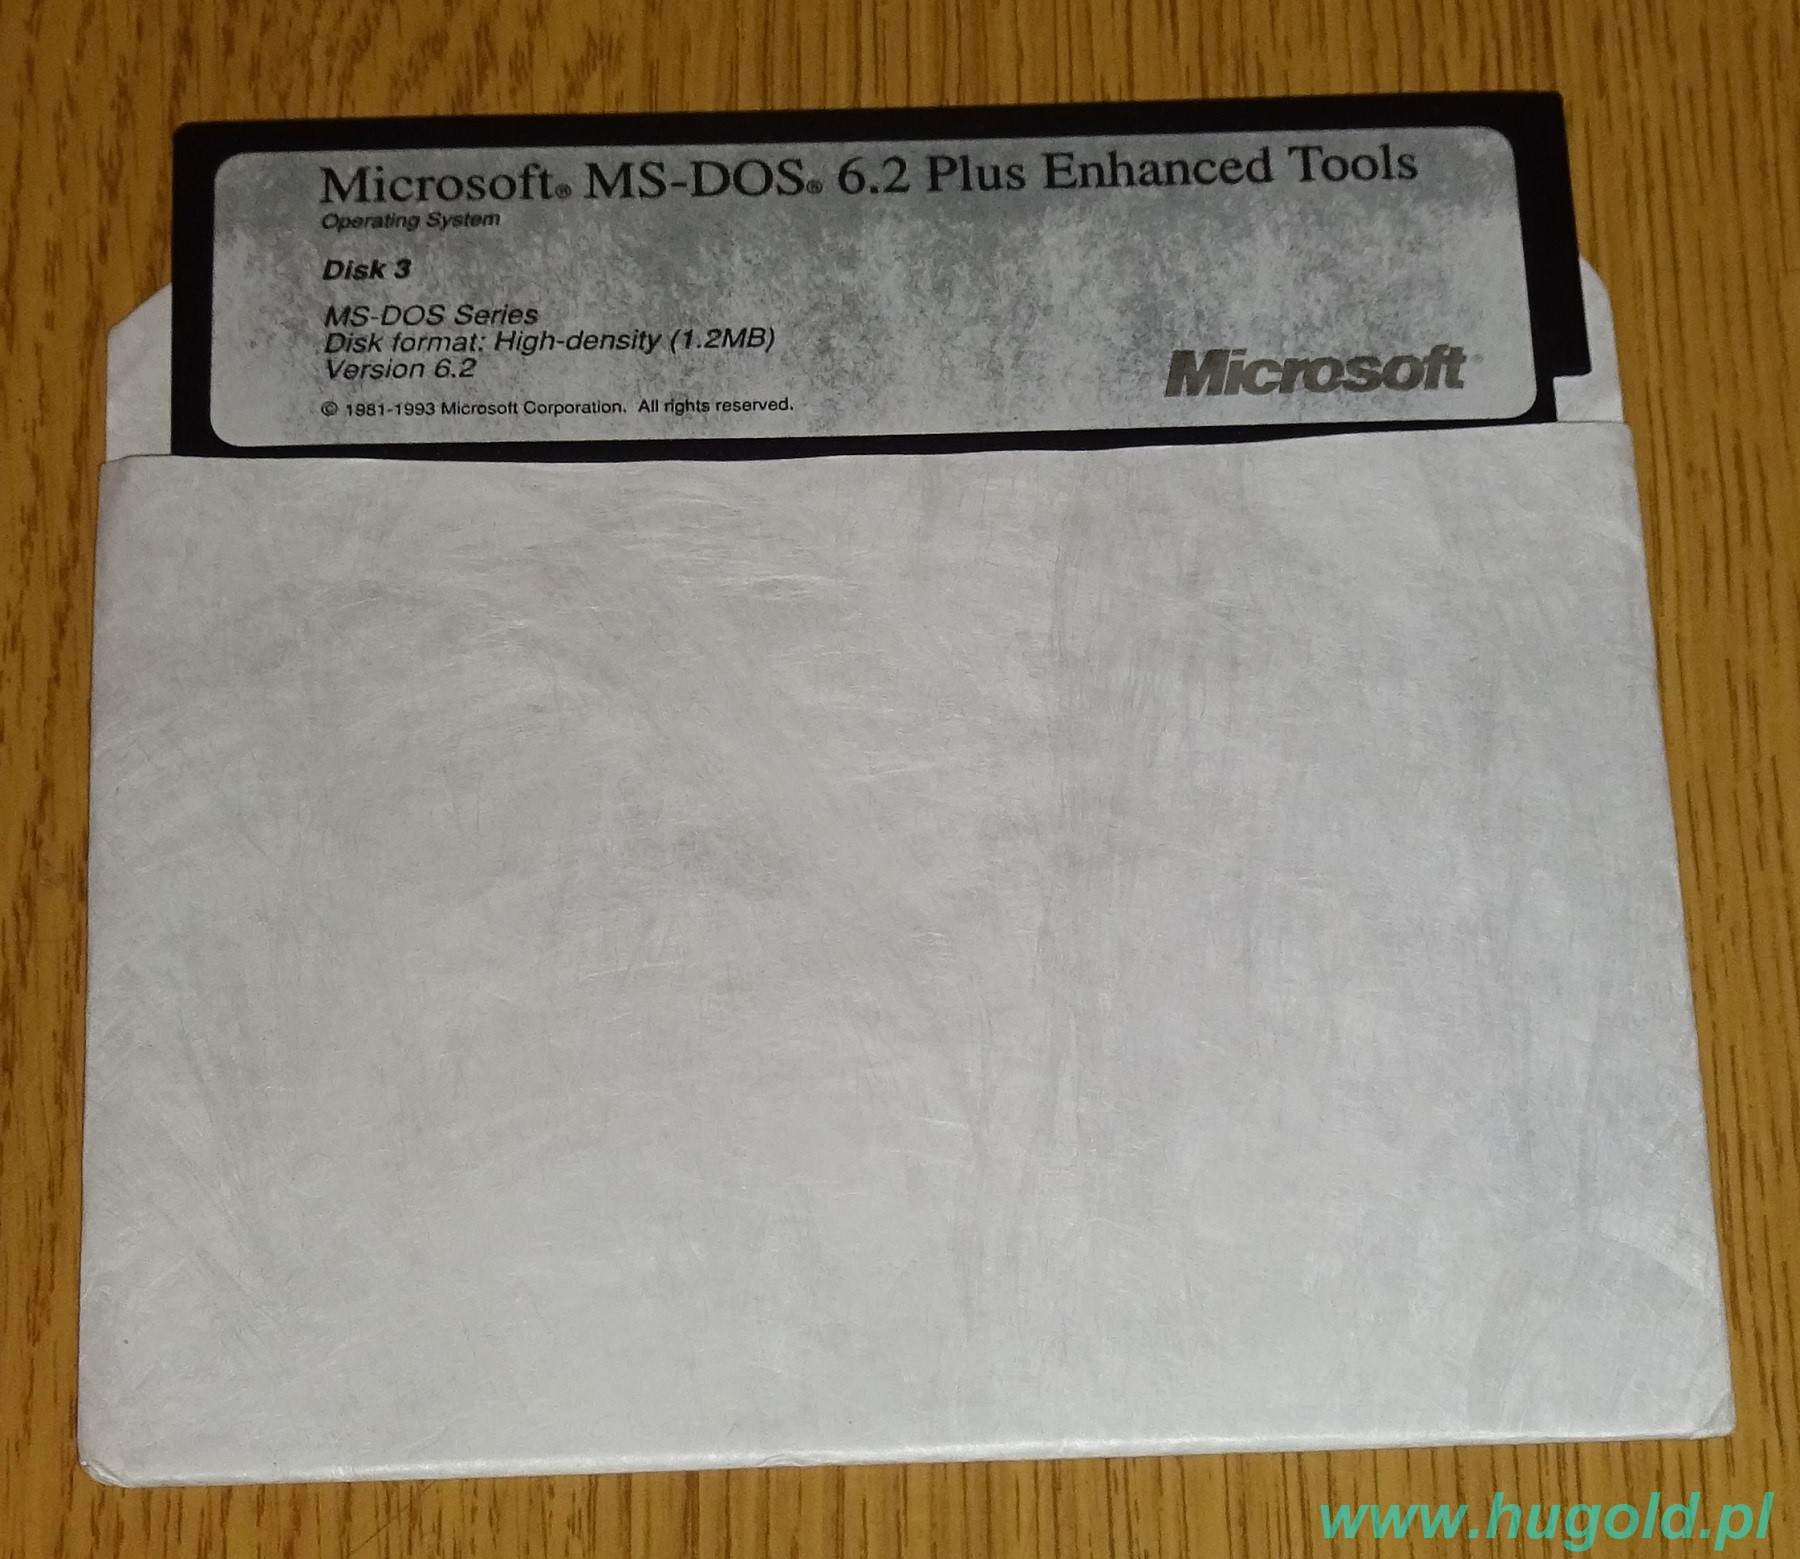 Microsoft® MS-DOS® 6.2 Plus Enhanced Tools
Operating System
Disk 3
MS-DOS Series
Disk format: High-density (1.2MB)
Version 6.2
© 1981-1993 Microsoft Corporation. All rights reserved.
Microsoft®
www.hugold.pl